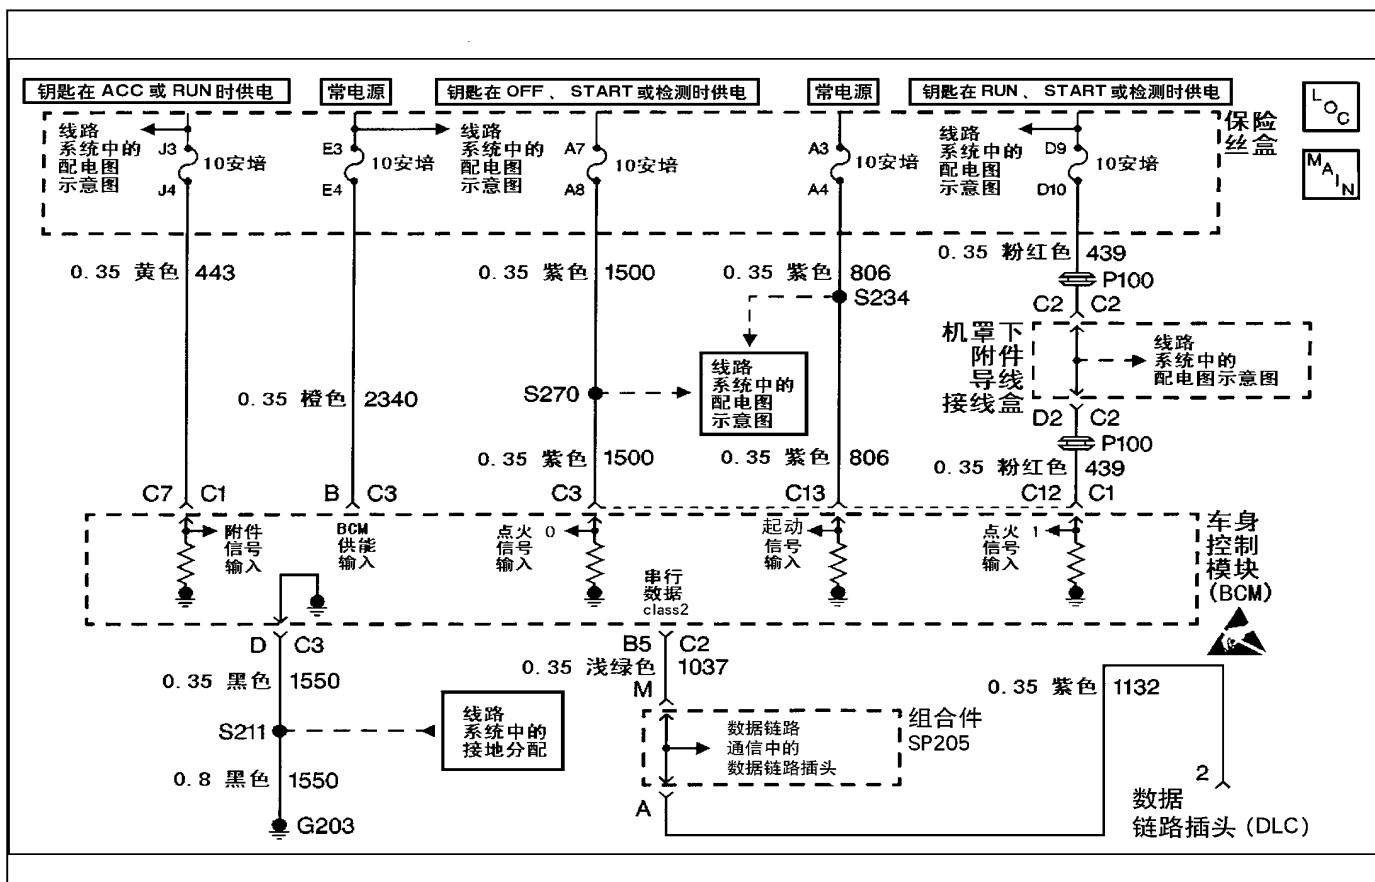 钥匙在 ACC 或 RUN 时供电
常电源
钥匙在 OFF 、 START 或检测时供电
常电源
钥匙在 RUN 、 START 或检测时供电
L O C
M A I N
保险
丝盒
线路
系统中的
配电图
示意图
J3
10安培
J4
E3
10安培
E4
线路
系统中的
配电图
示意图
A7
10安培
A8
A3
10安培
A4
线路
系统中的
配电图
示意图
D9
10安培
D10
0.35 黄色 443
0.35 紫色 1500
0.35 紫色 806
0.35 粉红色 439
P100
S234
C2 C2
机罩下
附件
导线
接线盒
线路
系统中的
配电图示意图
0.35 橙色 2340
S270
线路
系统中的
配电图
示意图
D2 C2
P100
0.35 紫色 1500
0.35 紫色 806
0.35 粉红色 439
C7 C1
B C3
C3
C13
C12 C1
附件
信号
输入
BCM
供能
输入
点火 0
信号
输入
起动
信号
输入
点火 1
信号
输入
车身
控制
模块
(BCM)
串行
数据
class2
D C3
B5 C2
0.35 黑色 1550
0.35 浅绿色 1037
0.35 紫色 1132
M
S211
线路
系统中的
接地分配
数据链路
通信中的
数据链路插头
组合件
SP205
0.8 黑色 1550
A
2
G203
数据
链路插头 (DLC)